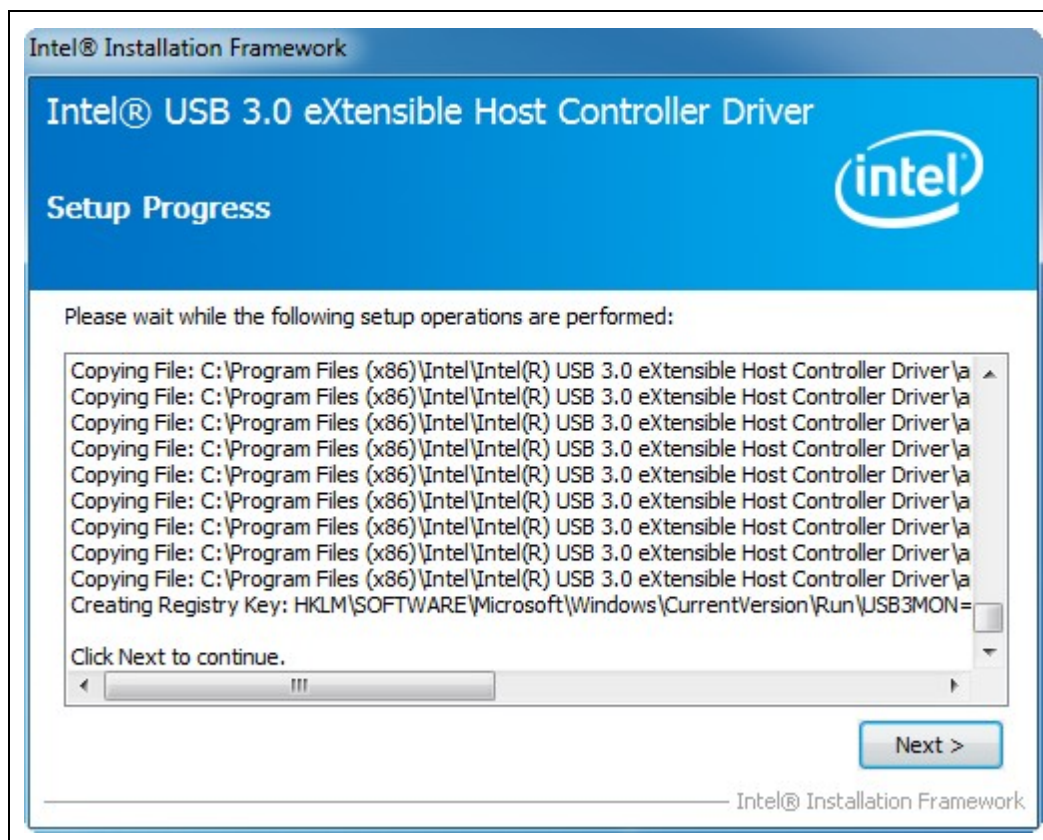 Intel® Installation Framework
Intel® USB 3.0 eXtensible Host Controller Driver
intel
Setup Progress
Please wait while the following setup operations are performed:
Copying File: C:\Program Files (x86)\Intel\Intel(R) USB 3.0 eXtensible Host Controller Driver\a
Copying File: C:\Program Files (x86)\Intel\Intel(R) USB 3.0 eXtensible Host Controller Driver\a
Copying File: C:\Program Files (x86)\Intel\Intel(R) USB 3.0 eXtensible Host Controller Driver\a
Copying File: C:\Program Files (x86)\Intel\Intel(R) USB 3.0 eXtensible Host Controller Driver\a
Copying File: C:\Program Files (x86)\Intel\Intel(R) USB 3.0 eXtensible Host Controller Driver\a
Copying File: C:\Program Files (x86)\Intel\Intel(R) USB 3.0 eXtensible Host Controller Driver\a
Copying File: C:\Program Files (x86)\Intel\Intel(R) USB 3.0 eXtensible Host Controller Driver\a
Copying File: C:\Program Files (x86)\Intel\Intel(R) USB 3.0 eXtensible Host Controller Driver\a
Copying File: C:\Program Files (x86)\Intel\Intel(R) USB 3.0 eXtensible Host Controller Driver\a
Creating Registry Key: HKLM\SOFTWARE\Microsoft\Windows\CurrentVersion\Run\USB3MON=
Click Next to continue.
Next >
Intel® Installation Framework